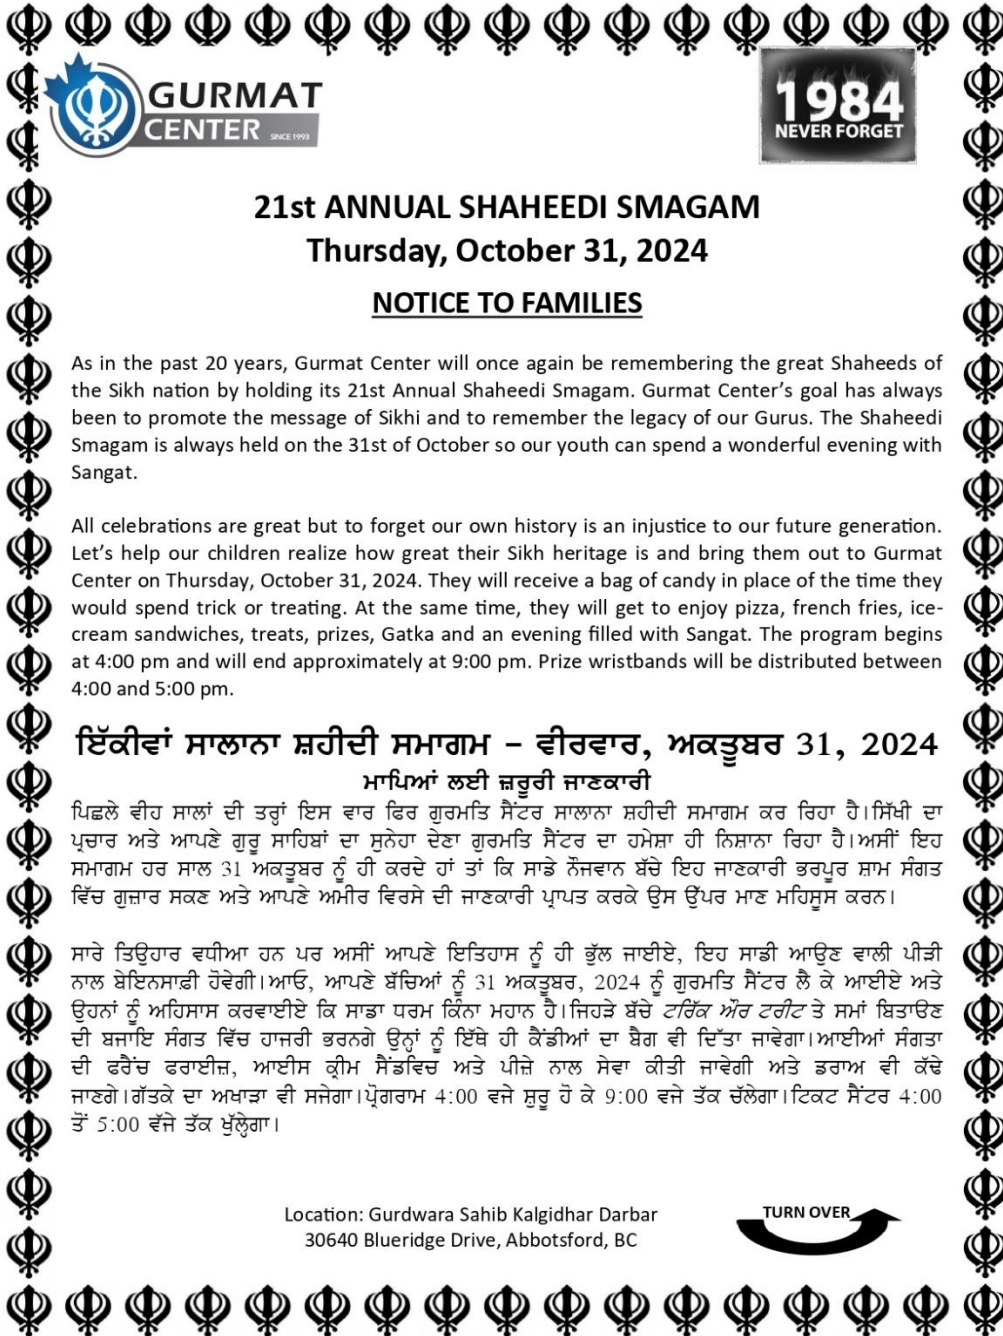 GURMAT
CENTER SINCE 1993
1984
NEVER FORGET
21st ANNUAL SHAHEEDI SMAGAM
Thursday, October 31, 2024
NOTICE TO FAMILIES
As in the past 20 years, Gurmat Center will once again be remembering the great Shaheeds of
the Sikh nation by holding its 21st Annual Shaheedi Smagam. Gurmat Center’s goal has always
been to promote the message of Sikhi and to remember the legacy of our Gurus. The Shaheedi
Smagam is always held on the 31st of October so our youth can spend a wonderful evening with
Sangat.
All celebrations are great but to forget our own history is an injustice to our future generation.
Let’s help our children realize how great their Sikh heritage is and bring them out to Gurmat
Center on Thursday, October 31, 2024. They will receive a bag of candy in place of the time they
would spend trick or treating. At the same time, they will get to enjoy pizza, french fries, ice-
cream sandwiches, treats, prizes, Gatka and an evening filled with Sangat. The program begins
at 4:00 pm and will end approximately at 9:00 pm. Prize wristbands will be distributed between
4:00 and 5:00 pm.
ਇੱਕੀਵਾਂ ਸਾਲਾਨਾ ਸ਼ਹੀਦੀ ਸਮਾਗਮ – ਵੀਰਵਾਰ, ਅਕਤੂਬਰ 31, 2024
ਮਾਪਿਆਂ ਲਈ ਜ਼ਰੂਰੀ ਜਾਣਕਾਰੀ
ਪਿਛਲੇ ਵੀਹ ਸਾਲਾਂ ਦੀ ਤਰ੍ਹਾਂ ਇਸ ਵਾਰ ਫਿਰ ਗੁਰਮਤਿ ਸੈਂਟਰ ਸਾਲਾਨਾ ਸ਼ਹੀਦੀ ਸਮਾਗਮ ਕਰ ਰਿਹਾ ਹੈ।ਸਿੱਖੀ ਦਾ
ਪ੍ਰਚਾਰ ਅਤੇ ਆਪਣੇ ਗੁਰੂ ਸਾਹਿਬਾਂ ਦਾ ਸੁਨੇਹਾ ਦੇਣਾ ਗੁਰਮਤਿ ਸੈਂਟਰ ਦਾ ਹਮੇਸ਼ਾ ਹੀ ਨਿਸ਼ਾਨਾ ਰਿਹਾ ਹੈ।ਅਸੀਂ ਇਹ
ਸਮਾਗਮ ਹਰ ਸਾਲ 31 ਅਕਤੂਬਰ ਨੂੰ ਹੀ ਕਰਦੇ ਹਾਂ ਤਾਂ ਕਿ ਸਾਡੇ ਨੌਜਵਾਨ ਬੱਚੇ ਇਹ ਜਾਣਕਾਰੀ ਭਰਪੂਰ ਸ਼ਾਮ ਸੰਗਤ
ਵਿੱਚ ਗੁਜ਼ਾਰ ਸਕਣ ਅਤੇ ਆਪਣੇ ਅਮੀਰ ਵਿਰਸੇ ਦੀ ਜਾਣਕਾਰੀ ਪ੍ਰਾਪਤ ਕਰਕੇ ਉਸ ਉੱਪਰ ਮਾਣ ਮਹਿਸੂਸ ਕਰਨ।
ਸਾਰੇ ਤਿਉਹਾਰ ਵਧੀਆ ਹਨ ਪਰ ਅਸੀਂ ਆਪਣੇ ਇਤਿਹਾਸ ਨੂੰ ਹੀ ਭੁੱਲ ਜਾਈਏ, ਇਹ ਸਾਡੀ ਆਉਣ ਵਾਲੀ ਪੀੜੀ
ਨਾਲ ਬੇਇਨਸਾਫ਼ੀ ਹੋਵੇਗੀ।ਆਓ, ਆਪਣੇ ਬੱਚਿਆਂ ਨੂੰ 31 ਅਕਤੂਬਰ, 2024 ਨੂੰ ਗੁਰਮਤਿ ਸੈਂਟਰ ਲੈ ਕੇ ਆਈਏ ਅਤੇ
ਉਹਨਾਂ ਨੂੰ ਅਹਿਸਾਸ ਕਰਵਾਈਏ ਕਿ ਸਾਡਾ ਧਰਮ ਕਿੰਨਾ ਮਹਾਨ ਹੈ।ਜਿਹੜੇ ਬੱਚੇ ਟਰਿੱਕ ਔਰ ਟਰੀਟ ਤੇ ਸਮਾਂ ਬਿਤਾਉਣ
ਦੀ ਬਜਾਇ ਸੰਗਤ ਵਿੱਚ ਹਾਜਰੀ ਭਰਨਗੇ ਉਨ੍ਹਾਂ ਨੂੰ ਇੱਥੇ ਹੀ ਕੈਂਡੀਆਂ ਦਾ ਬੈਗ ਵੀ ਦਿੱਤਾ ਜਾਵੇਗਾ।ਆਈਆਂ ਸੰਗਤਾ
ਦੀ ਫਰੈਂਚ ਫਰਾਈਜ਼, ਆਈਸ ਕ੍ਰੀਮ ਸੈਂਡਵਿਚ ਅਤੇ ਪੀਜ਼ੇ ਨਾਲ ਸੇਵਾ ਕੀਤੀ ਜਾਵੇਗੀ ਅਤੇ ਡਰਾਅ ਵੀ ਕੱਢੇ
ਜਾਣਗੇ।ਗੱਤਕੇ ਦਾ ਅਖਾੜਾ ਵੀ ਸਜੇਗਾ।ਪ੍ਰੋਗਰਾਮ 4:00 ਵਜੇ ਸ਼ੁਰੂ ਹੋ ਕੇ 9:00 ਵਜੇ ਤੱਕ ਚੱਲੇਗਾ।ਟਿਕਟ ਸੈਂਟਰ 4:00
ਤੋਂ 5:00 ਵੱਜੇ ਤੱਕ ਖੁੱਲ੍ਹੇਗਾ।
Location: Gurdwara Sahib Kalgidhar Darbar
30640 Blueridge Drive, Abbotsford, BC
TURN OVER